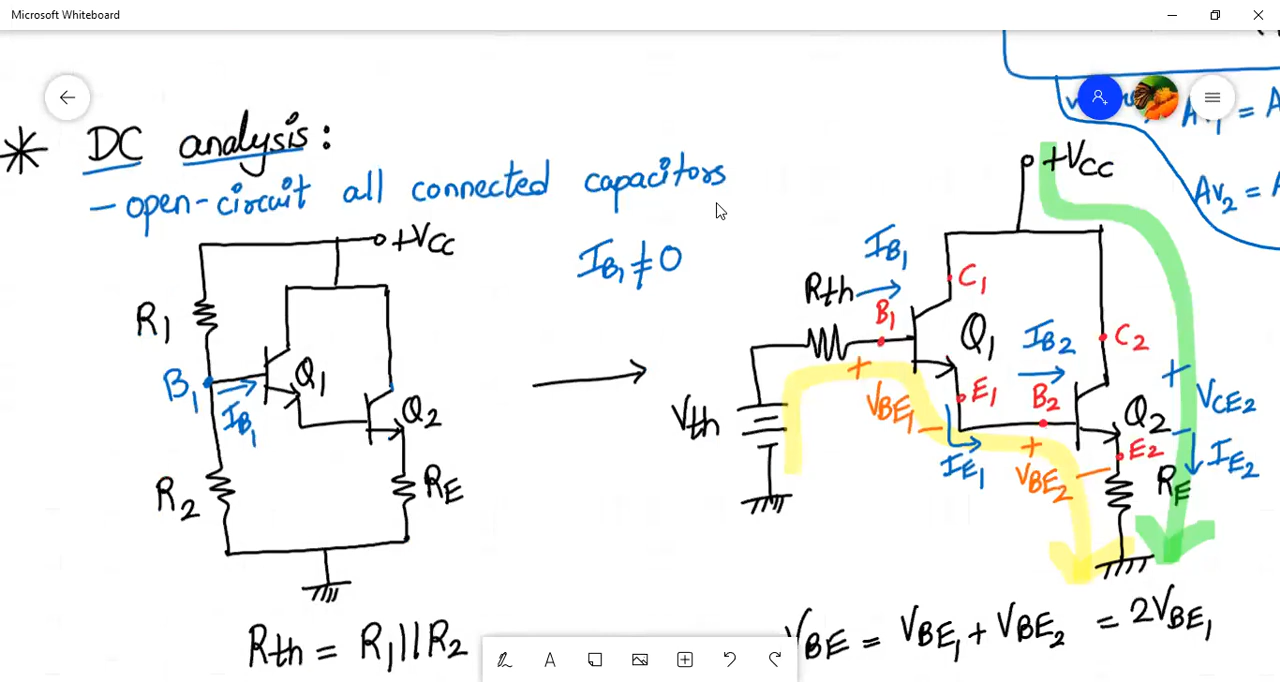 Microsoft Whiteboard
* DC analysis:
- open-circuit all connected capacitors
+VCC
R1
B1
IB1
Q1
Q2
R2
RE
Rth = R1||R2
IB1 ≠ 0
+VCC
IB1
Rth
B1
C1
Q1
IB2
C2
E1
B2
Vth
VBE1
+
-
IE1
+
VBE2
-
Q2
E2
RE
+
VCE2
-
IE2
VBE = VBE1 + VBE2 = 2VBE1
AV1 =
AV2 =
A